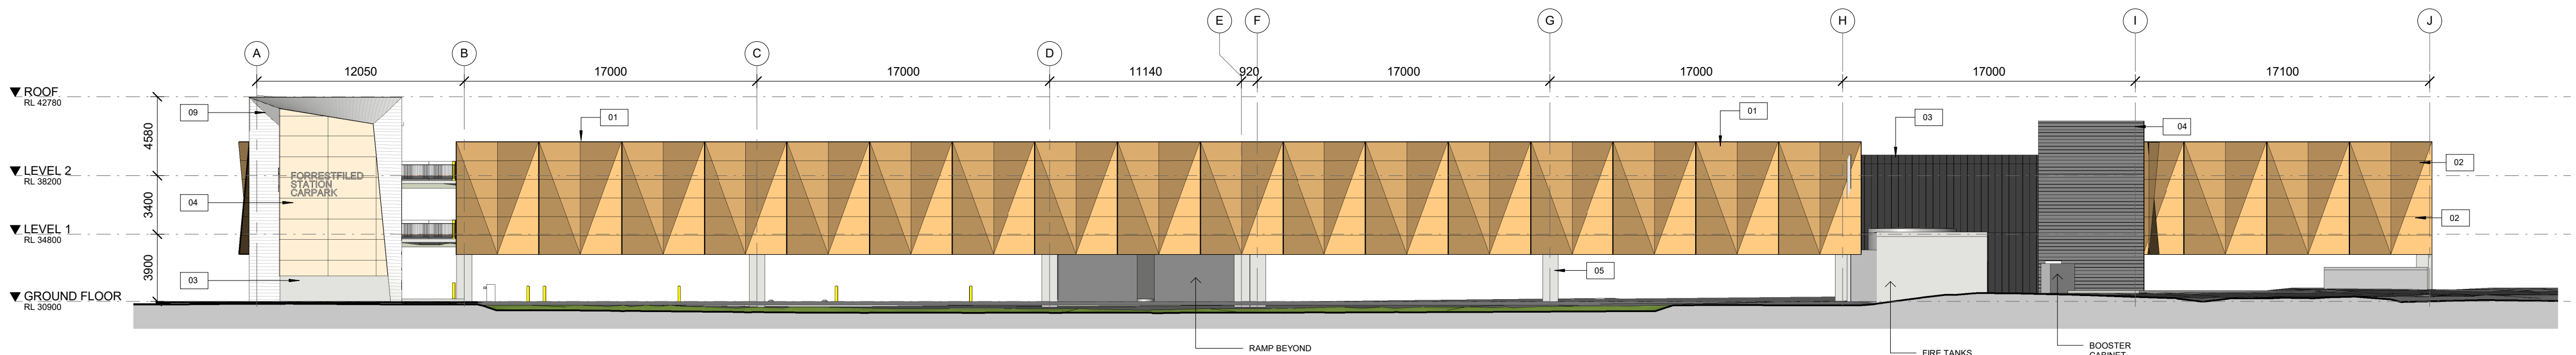 A
B
C
D
E
F
G
H
I
J
12050
17000
17000
11140
920
17000
17000
17000
17100
ROOF
RL 42780
LEVEL 2
RL 38200
LEVEL 1
RL 34800
GROUND FLOOR
RL 30900
4580
3400
3900
09
04
03
FORRESTFILED
STATION
CARPARK
01
01
03
04
02
02
05
RAMP BEYOND
FIRE TANKS
BOOSTER
CABINET